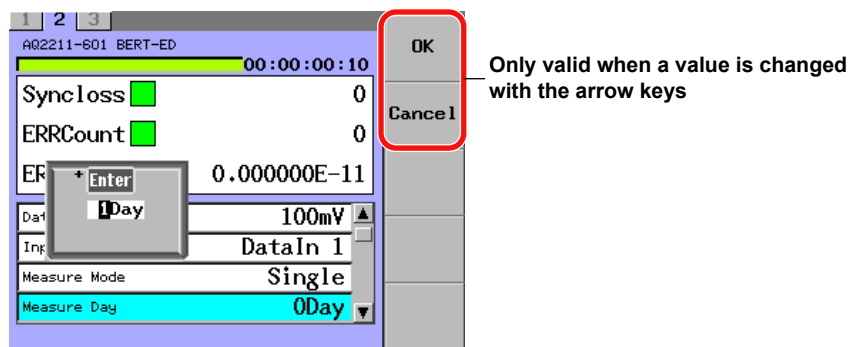 1 2 3
AQ2211-601 BERT-ED
00:00:00:10
Syncloss 0
ERRCount 0
ER 0.000000E-11
+ Enter
1Day
Dat 100mV
Inp DataIn 1
Measure Mode Single
Measure Day 0Day
OK
Cancel
Only valid when a value is changed
with the arrow keys